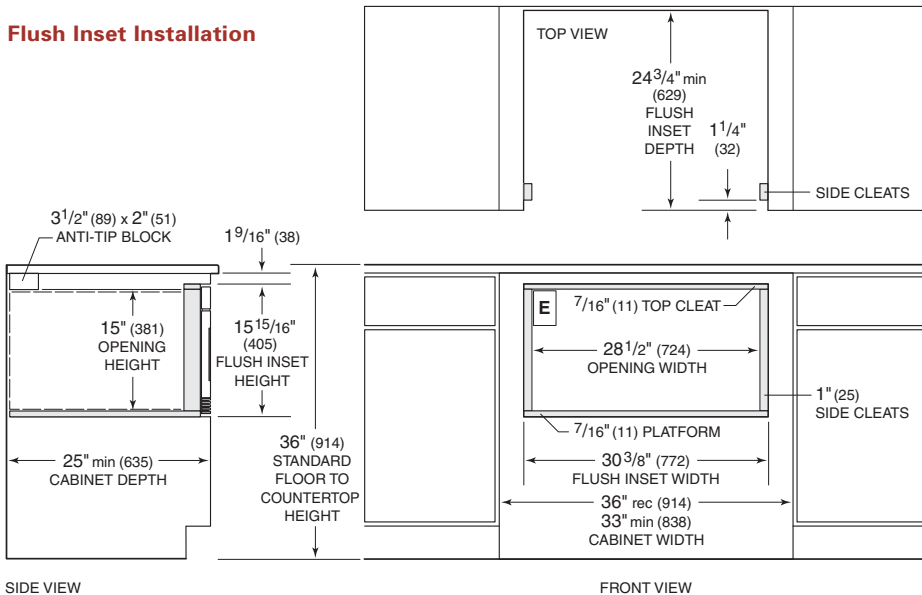 Flush Inset Installation
TOP VIEW
24 3/4" min
(629)
FLUSH
INSET
DEPTH
1 1/4"
(32)
SIDE CLEATS
3 1/2" (89) x 2" (51)
ANTI-TIP BLOCK
1 9/16" (38)
15" (381)
OPENING
HEIGHT
15 15/16"
(405)
FLUSH INSET
HEIGHT
25" min (635)
CABINET DEPTH
36" (914)
STANDARD
FLOOR TO
COUNTERTOP
HEIGHT
E
7/16" (11) TOP CLEAT
28 1/2" (724)
OPENING WIDTH
1" (25)
SIDE CLEATS
7/16" (11) PLATFORM
30 3/8" (772)
FLUSH INSET WIDTH
36" rec (914)
33" min (838)
CABINET WIDTH
SIDE VIEW
FRONT VIEW